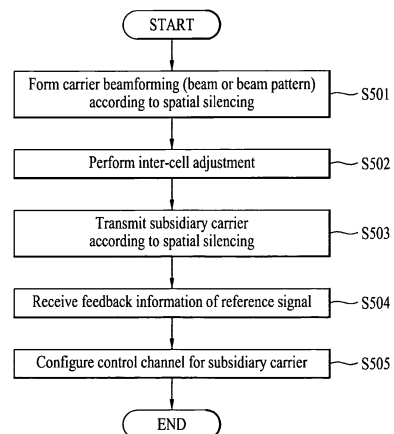 START
Form carrier beamforming (beam or beam pattern)
according to spatial silencing
S501
Perform inter-cell adjustment
S502
Transmit subsidiary carrier
according to spatial silencing
S503
Receive feedback information of reference signal
S504
Configure control channel for subsidiary carrier
S505
END